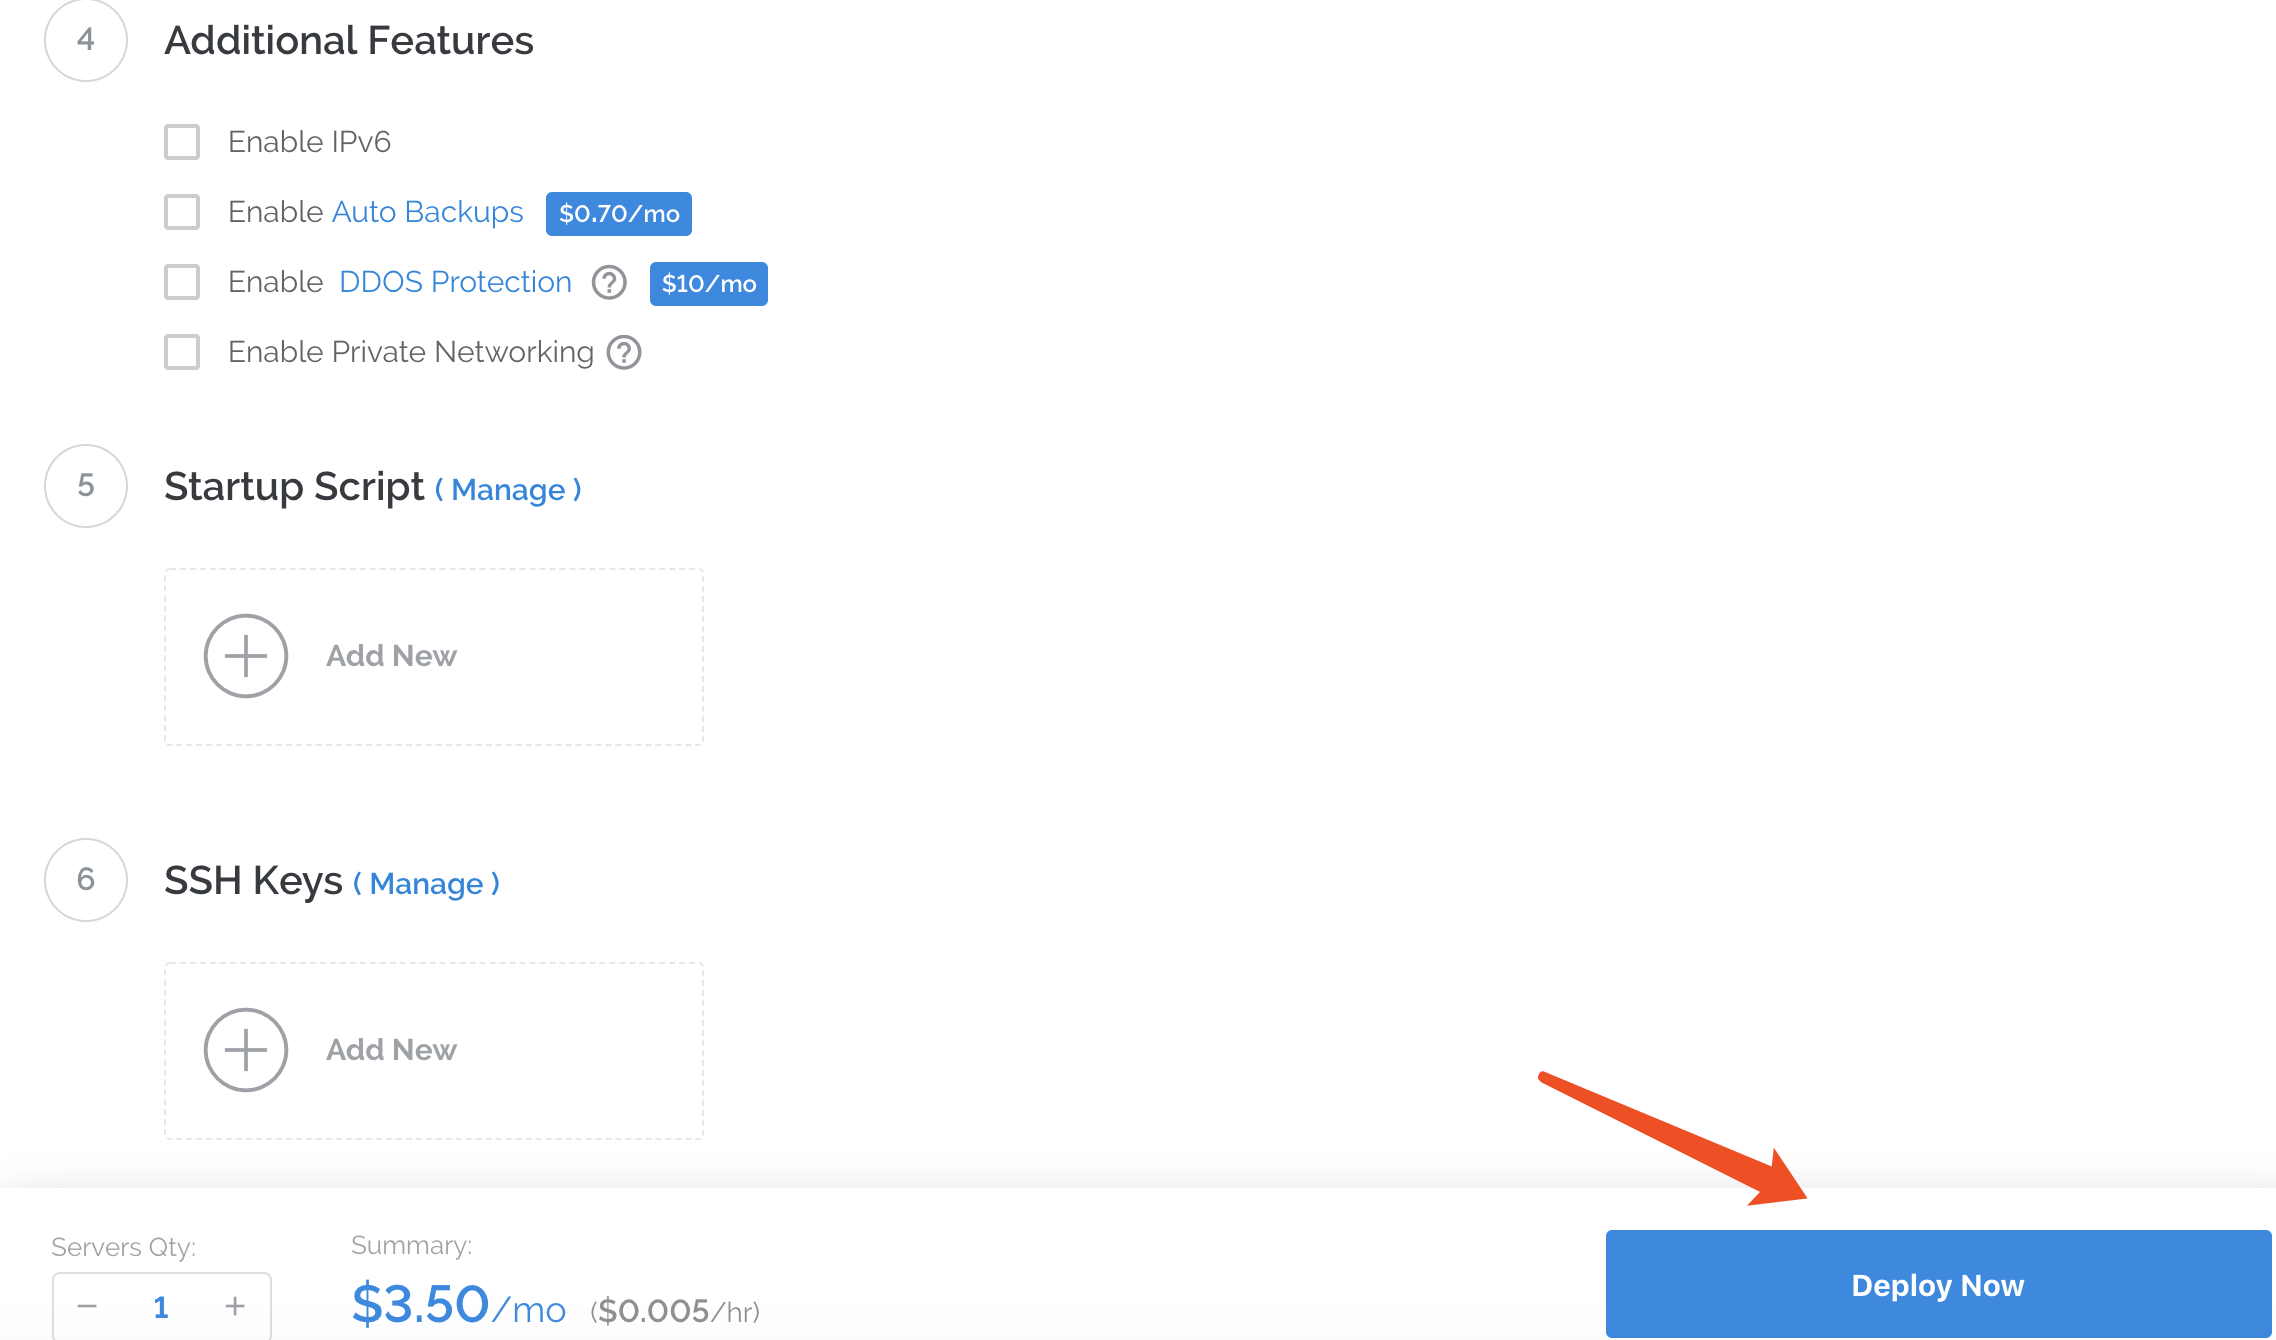 4
Additional Features
Enable IPv6
Enable Auto Backups $0.70/mo
Enable DDOS Protection ? $10/mo
Enable Private Networking ?
5
Startup Script ( Manage )
Add New
6
SSH Keys ( Manage )
Add New
Servers Qty:
− 1 +
Summary:
$3.50/mo ($0.005/hr)
Deploy Now